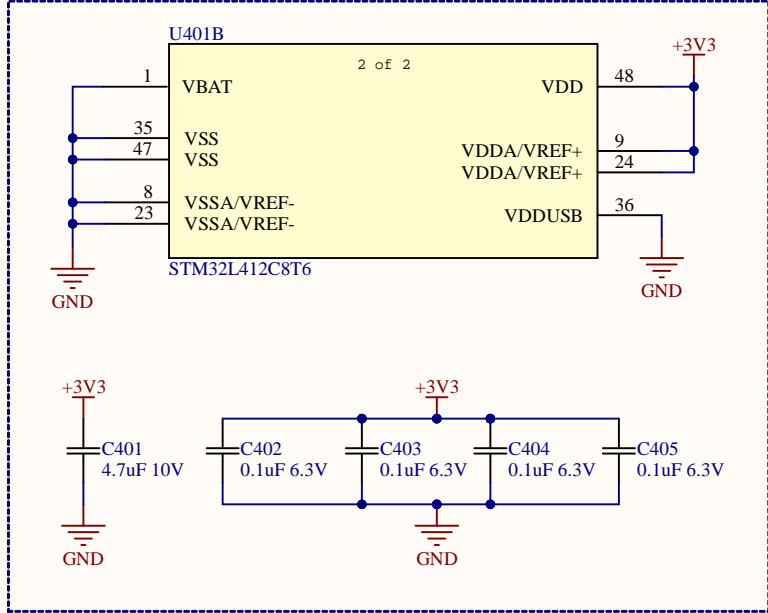 U401B
2 of 2
+3V3
1 VBAT VDD 48
35 VSS
47 VSS
VDDA/VREF+ 9
VDDA/VREF+ 24
8 VSSA/VREF-
23 VSSA/VREF-
VDDUSB 36
STM32L412C8T6
GND
GND
+3V3
+3V3
C401
4.7uF 10V
C402
0.1uF 6.3V
C403
0.1uF 6.3V
C404
0.1uF 6.3V
C405
0.1uF 6.3V
GND
GND